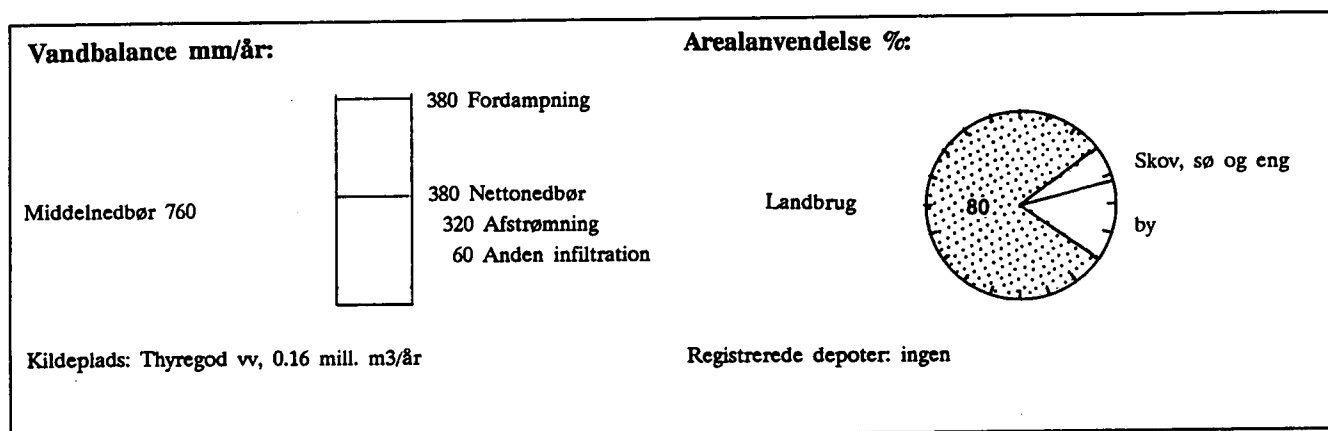 Vandbalance mm/år:
380 Fordampning
Middelnedbør 760
380 Nettonedbør
320 Afstrømning
60 Anden infiltration
Kildeplads: Thyregod vv, 0.16 mill. m3/år
Arealanvendelse %:
Landbrug
80
Skov, sø og eng
by
Registrerede depoter: ingen